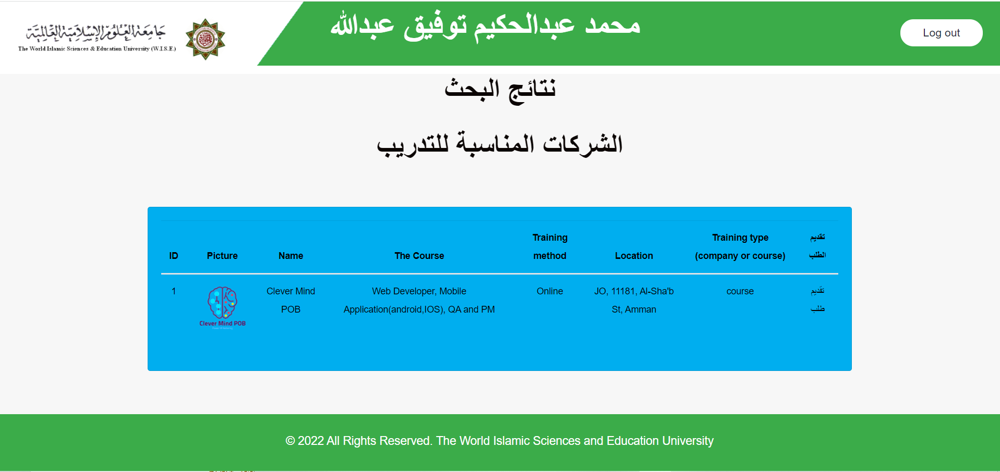 جامعة العلوم الإسلامية العالمية
The World Islamic Sciences & Education University (W.I.S.E.)
محمد عبدالحكيم توفيق عبدالله
Log out
نتائج البحث
الشركات المناسبة للتدريب
ID
Picture
Name
The Course
Training
method
Location
Training type
(company or course)
تقديم
الطلب
1
Clever Mind POB
Clever Mind
POB
Web Developer, Mobile
Application(android,IOS), QA and PM
Online
JO, 11181, Al-Sha'b
St, Amman
course
تقديم
طلب
© 2022 All Rights Reserved. The World Islamic Sciences and Education University